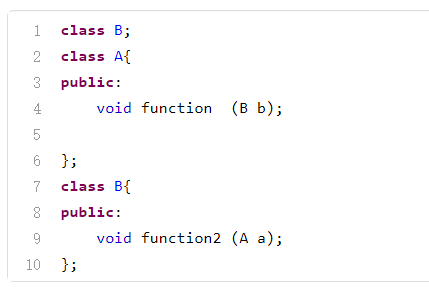 1 class B;
2 class A{
3 public:
4     void function  (B b);
5
6 };
7 class B{
8 public:
9     void function2 (A a);
10 };